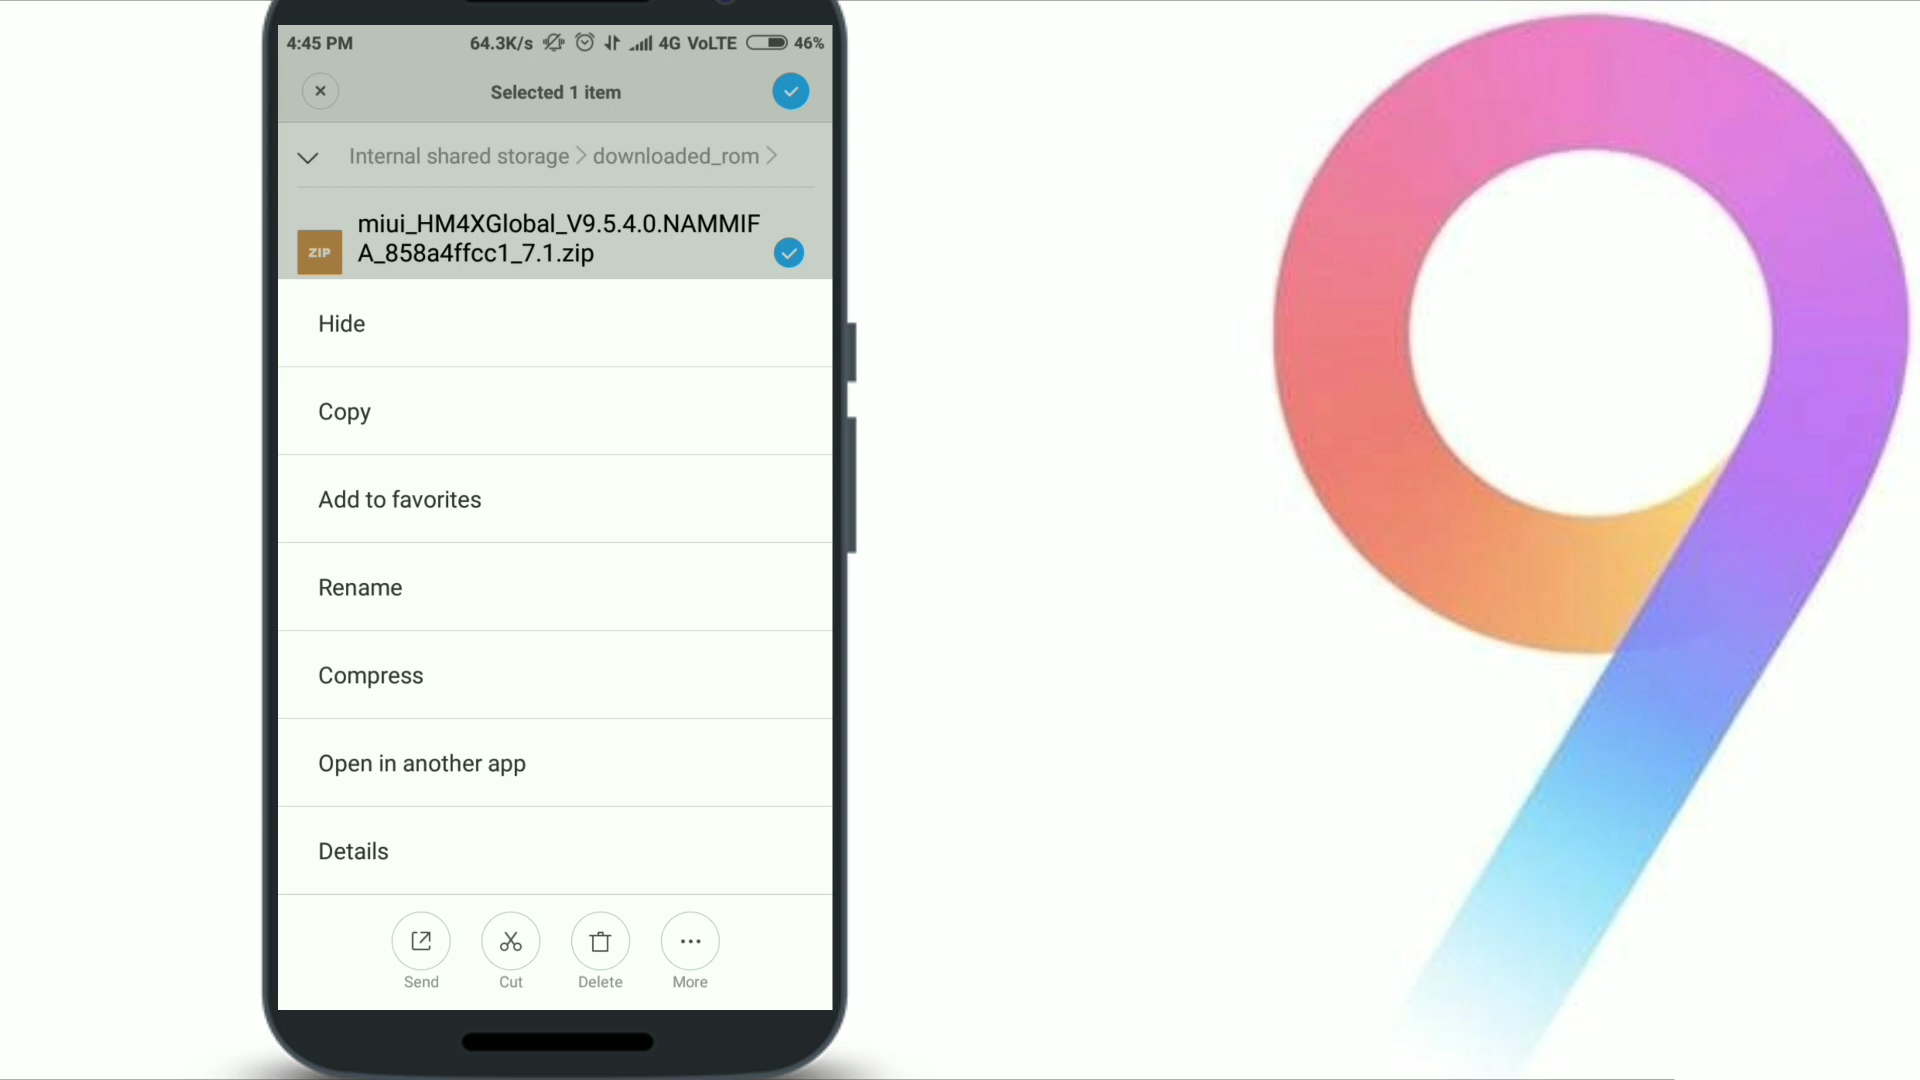 4:45 PM 64.3K/s 4G VoLTE 46%
Selected 1 item
Internal shared storage > downloaded_rom >
miui_HM4XGlobal_V9.5.4.0.NAMMIF
A_858a4ffcc1_7.1.zip
ZIP
Hide
Copy
Add to favorites
Rename
Compress
Open in another app
Details
Send Cut Delete More
9